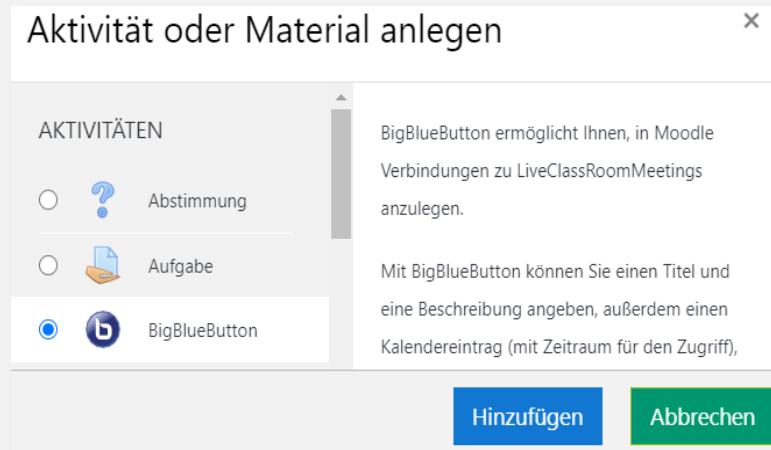 Aktivität oder Material anlegen
×
AKTIVITÄTEN
Abstimmung
Aufgabe
BigBlueButton
BigBlueButton ermöglicht Ihnen, in Moodle
Verbindungen zu LiveClassRoomMeetings
anzulegen.
Mit BigBlueButton können Sie einen Titel und
eine Beschreibung angeben, außerdem einen
Kalendereintrag (mit Zeitraum für den Zugriff),
Hinzufügen
Abbrechen